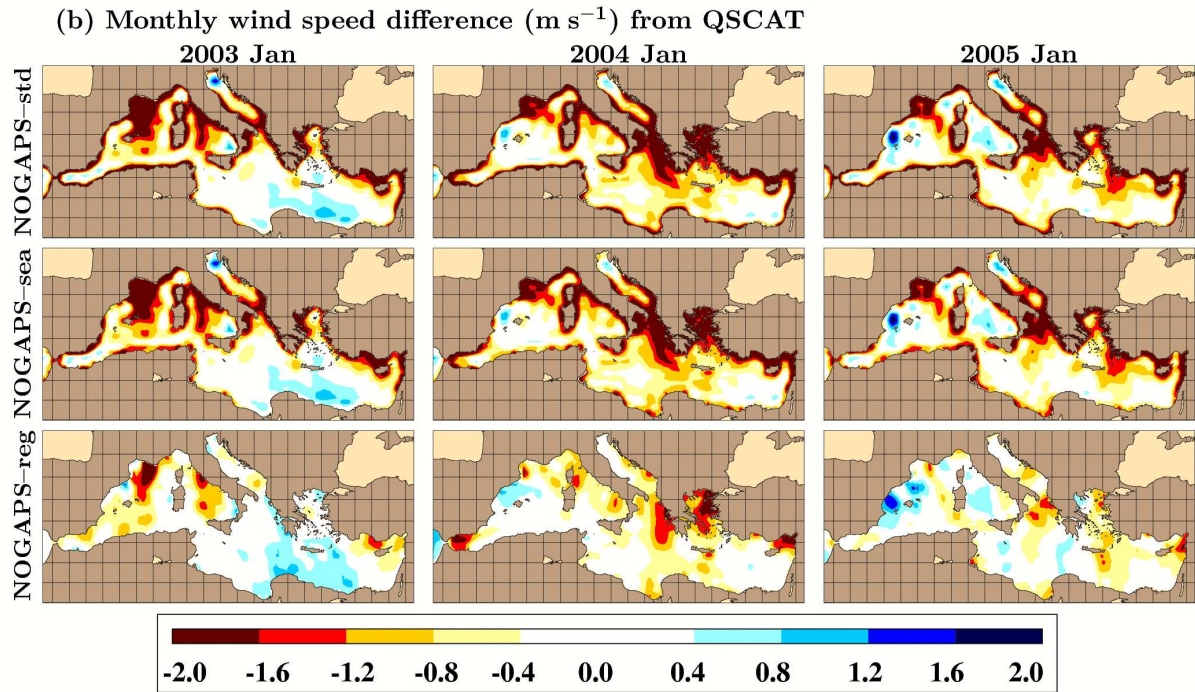 (b) Monthly wind speed difference (m s⁻¹) from QSCAT
2003 Jan 2004 Jan 2005 Jan
NOGAPS–std
NOGAPS–sea
NOGAPS–reg
-2.0 -1.6 -1.2 -0.8 -0.4 0.0 0.4 0.8 1.2 1.6 2.0